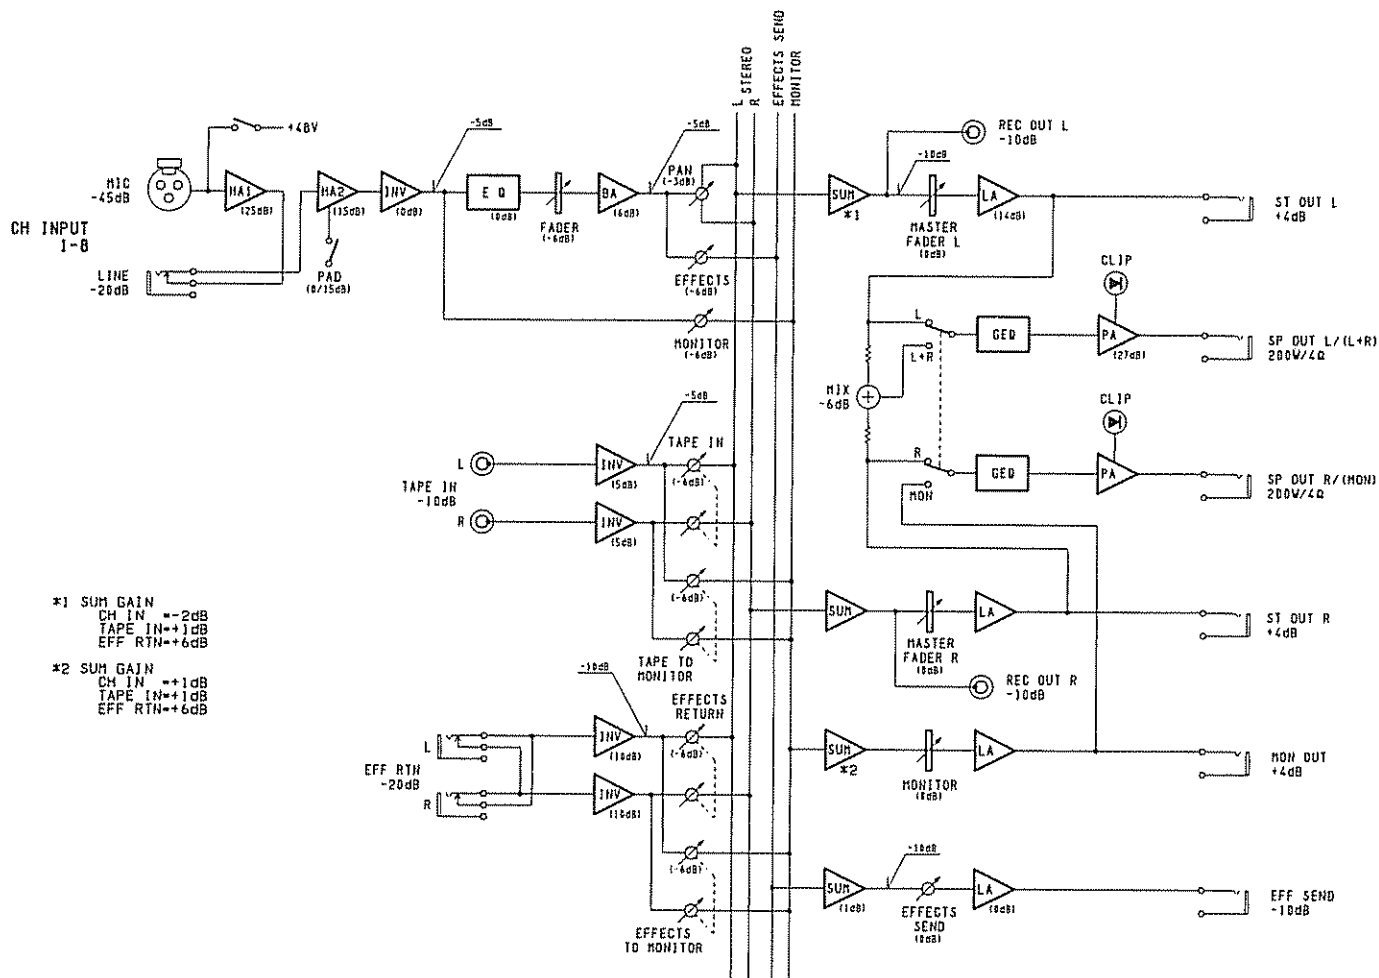 L STEREO
R
EFFECTS SEND
MONITOR
+48V
MIC
-45dB
HA1
(25dB)
HA2
(15dB)
INV
(0dB)
-5dB
E Q
(0dB)
FADER
(-6dB)
BA
(6dB)
-5dB
PAN
(-3dB)
CH INPUT
1-8
LINE
-20dB
PAD
(0/15dB)
EFFECTS
(-6dB)
MONITOR
(-6dB)
SUM
*1
-10dB
REC OUT L
-10dB
MASTER
FADER L
(0dB)
LA
(14dB)
ST OUT L
+4dB
CLIP
L
L+R
GEQ
PA
(27dB)
SP OUT L/(L+R)
200W/4Ω
MIX
-6dB
CLIP
R
MON
GEQ
PA
SP OUT R/(MON)
200W/4Ω
-5dB
TAPE IN
L
INV
(5dB)
(-6dB)
TAPE IN
-10dB
R
INV
(5dB)
(-6dB)
TAPE TO
MONITOR
SUM
MASTER
FADER R
(0dB)
LA
ST OUT R
+4dB
REC OUT R
-10dB
*1 SUM GAIN
CH IN =-2dB
TAPE IN=+1dB
EFF RTN=+6dB
*2 SUM GAIN
CH IN =+1dB
TAPE IN=+1dB
EFF RTN=+6dB
-10dB
EFFECTS
RETURN
L
INV
(10dB)
(-6dB)
EFF RTN
-20dB
R
INV
(10dB)
(-6dB)
EFFECTS
TO MONITOR
SUM
*2
MONITOR
(0dB)
LA
MON OUT
+4dB
SUM
(1dB)
-10dB
EFFECTS
SEND
(0dB)
LA
(0dB)
EFF SEND
-10dB